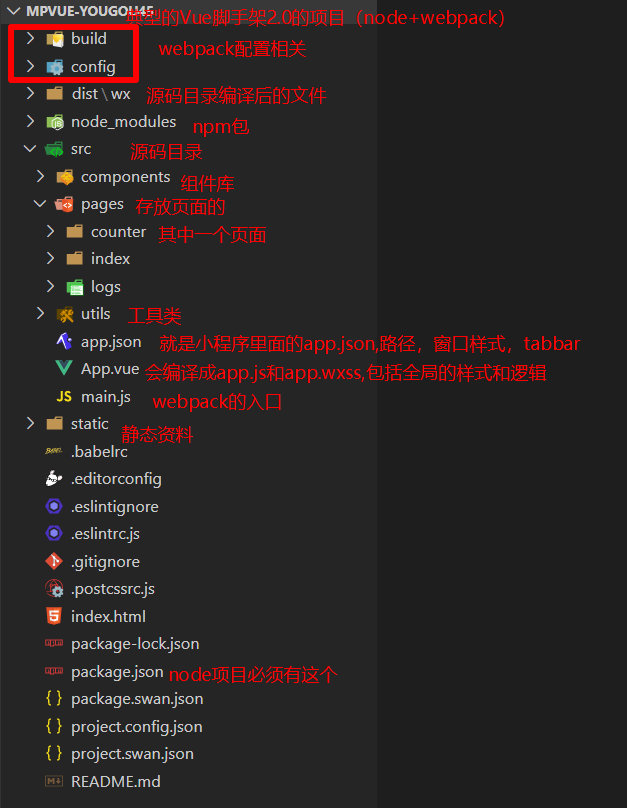 MPVUE-YOUGOU45 典型的Vue脚手架2.0的项目（node+webpack）
build
webpack配置相关
config
dist\wx 源码目录编译后的文件
node_modules npm包
src 源码目录
components 组件库
pages 存放页面的
counter 其中一个页面
index
logs
utils 工具类
app.json 就是小程序里面的app.json,路径，窗口样式，tabbar
App.vue 会编译成app.js和app.wxss,包括全局的样式和逻辑
JS main.js webpack的入口
static 静态资料
BABEL .babelrc
.editorconfig
.eslintignore
.eslintrc.js
.gitignore
.postcssrc.js
index.html
package-lock.json
package.json node项目必须有这个
{ } package.swan.json
{ } project.config.json
{ } project.swan.json
README.md